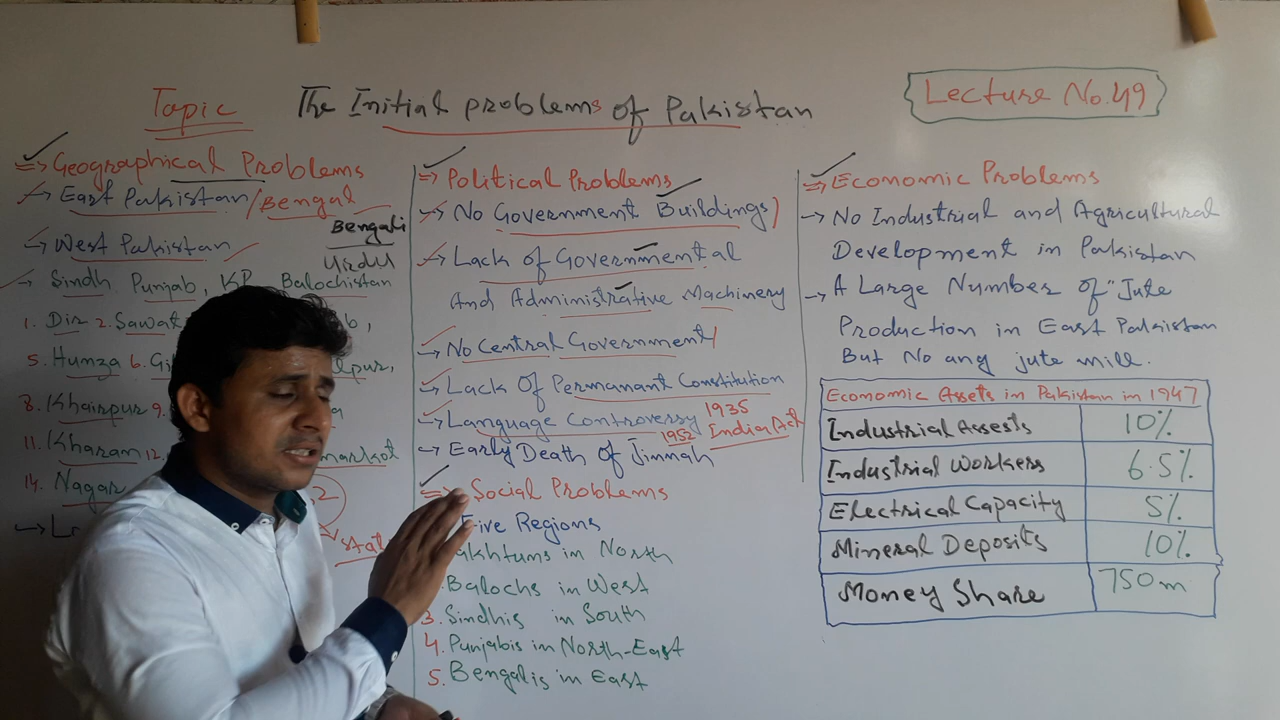 Topic The Initial problems of Pakistan
Lecture No.49
=> Geographical Problems
→ East Pakistan/Bengal
Bengali
→ West Pakistan
Urdu
→ Sindh Punjab, KP Balochistan
1. Dir 2. Sawat
5. Humza 6.
8. Khairpur 9.
11. Kharan 12.
14. Nagar
=> Political Problems
→ No Government Buildings)
→ Lack of Governmental
And Administrative Machinery
→ No Central Government
→ Lack Of Permanant Constitution
→ Language Controversy 1935
1952 India Act
→ Early Death Of Jinnah
=> Social Problems
Five Regions
in North
Balochs in West
3. Sindhis in South
4. Punjabis in North-East
5. Bengalis in East
=> Economic Problems
→ No Industrial and Agricultural
Development in Pakistan
→ A Large Number of "Jute
Production in East Pakistan
But No any jute mill.
Economic Assets in Pakistan in 1947
Industrial Assests 10%
Industrial Workers 6.5%
Electrical Capacity 5%
Mineral Deposits 10%
Money Share 750m